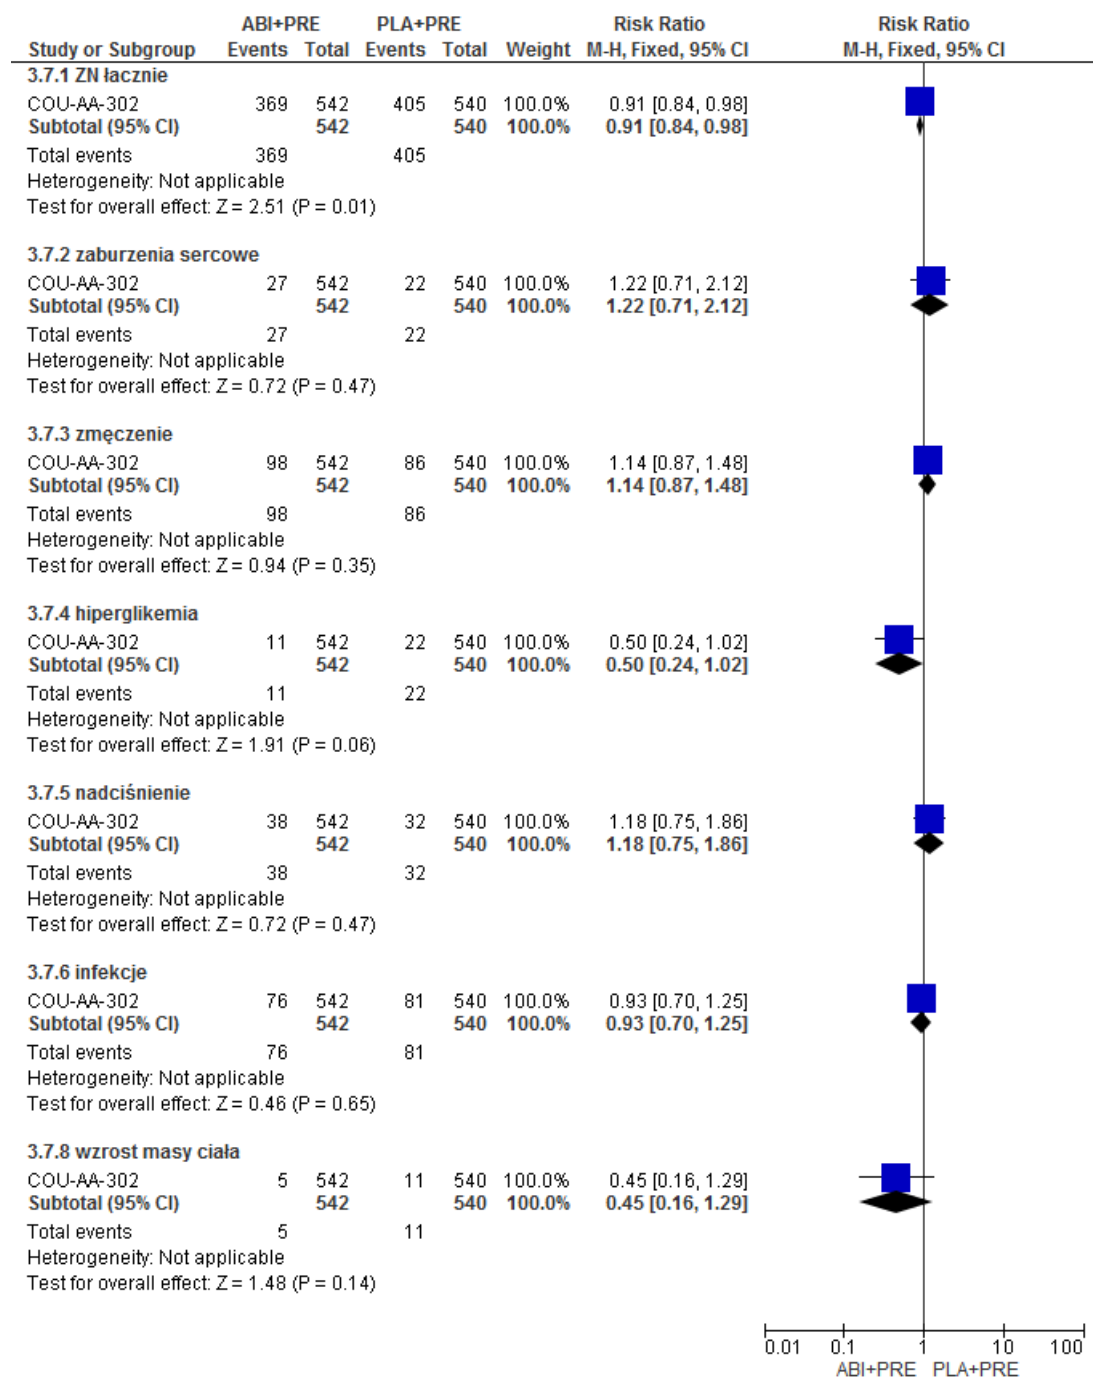 ABI+PRE PLA+PRE Risk Ratio Risk Ratio
Study or Subgroup Events Total Events Total Weight M-H, Fixed, 95% CI M-H, Fixed, 95% CI
3.7.1 ZN łacznie
COU-AA-302 369 542 405 540 100.0% 0.91 [0.84, 0.98]
Subtotal (95% CI) 542 540 100.0% 0.91 [0.84, 0.98]
Total events 369 405
Heterogeneity: Not applicable
Test for overall effect: Z = 2.51 (P = 0.01)
3.7.2 zaburzenia sercowe
COU-AA-302 27 542 22 540 100.0% 1.22 [0.71, 2.12]
Subtotal (95% CI) 542 540 100.0% 1.22 [0.71, 2.12]
Total events 27 22
Heterogeneity: Not applicable
Test for overall effect: Z = 0.72 (P = 0.47)
3.7.3 zmęczenie
COU-AA-302 98 542 86 540 100.0% 1.14 [0.87, 1.48]
Subtotal (95% CI) 542 540 100.0% 1.14 [0.87, 1.48]
Total events 98 86
Heterogeneity: Not applicable
Test for overall effect: Z = 0.94 (P = 0.35)
3.7.4 hiperglikemia
COU-AA-302 11 542 22 540 100.0% 0.50 [0.24, 1.02]
Subtotal (95% CI) 542 540 100.0% 0.50 [0.24, 1.02]
Total events 11 22
Heterogeneity: Not applicable
Test for overall effect: Z = 1.91 (P = 0.06)
3.7.5 nadciśnienie
COU-AA-302 38 542 32 540 100.0% 1.18 [0.75, 1.86]
Subtotal (95% CI) 542 540 100.0% 1.18 [0.75, 1.86]
Total events 38 32
Heterogeneity: Not applicable
Test for overall effect: Z = 0.72 (P = 0.47)
3.7.6 infekcje
COU-AA-302 76 542 81 540 100.0% 0.93 [0.70, 1.25]
Subtotal (95% CI) 542 540 100.0% 0.93 [0.70, 1.25]
Total events 76 81
Heterogeneity: Not applicable
Test for overall effect: Z = 0.46 (P = 0.65)
3.7.8 wzrost masy ciała
COU-AA-302 5 542 11 540 100.0% 0.45 [0.16, 1.29]
Subtotal (95% CI) 542 540 100.0% 0.45 [0.16, 1.29]
Total events 5 11
Heterogeneity: Not applicable
Test for overall effect: Z = 1.48 (P = 0.14)
0.01 0.1 1 10 100
ABI+PRE PLA+PRE